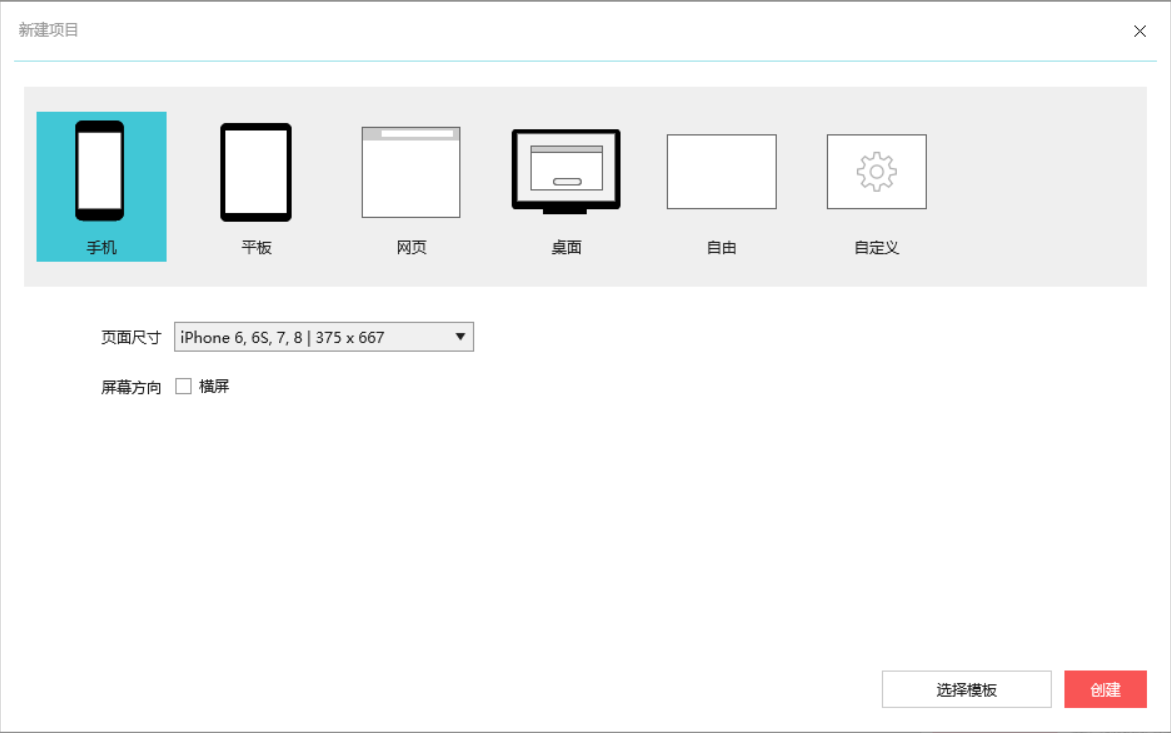 新建项目
手机
平板
网页
桌面
自由
自定义
页面尺寸 iPhone 6, 6S, 7, 8 | 375 x 667
屏幕方向 横屏
选择模板 创建